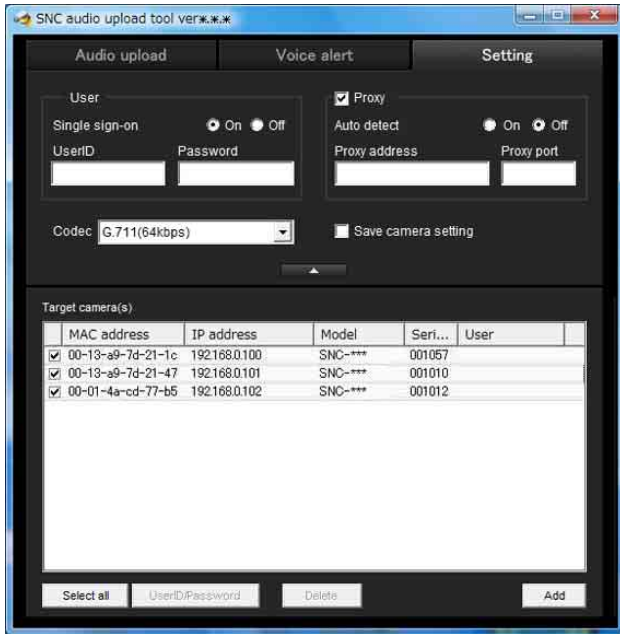 SNC audio upload tool ver*.*.*
Audio upload Voice alert Setting
User Proxy
Single sign-on On Off Auto detect On Off
UserID Password Proxy address Proxy port
Codec G.711(64kbps) Save camera setting
Target camera(s)
MAC address IP address Model Seri... User
00-13-a9-7d-21-1c 192.168.0.100 SNC-*** 001057
00-13-a9-7d-21-47 192.168.0.101 SNC-*** 001010
00-01-4a-cd-77-b5 192.168.0.102 SNC-*** 001012
Select all UserID/Password Delete Add